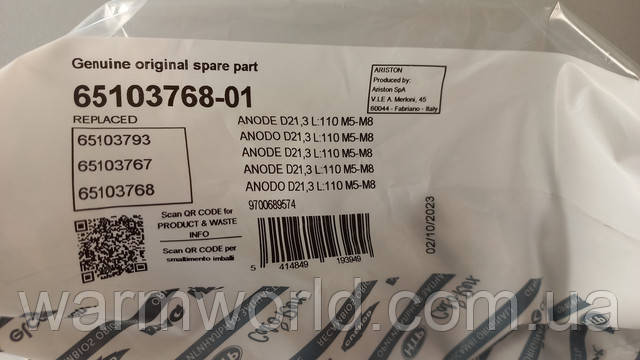 Genuine original spare part
65103768-01
REPLACED
65103793
65103767
65103768
ARISTON
Produced by:
Ariston SpA
V.LE A. Merloni, 45
60044 - Fabriano - Italy
ANODE D21,3 L:110 M5-M8
ANODO D21,3 L:110 M5-M8
ANODE D21,3 L:110 M5-M8
ANODE D21,3 L:110 M5-M8
ANODO D21,3 L:110 M5-M8
9700689574
Scan QR CODE for
PRODUCT & WASTE
INFO
Scan QR CODE per
smaltimento imballi
5 414849 193949
02/10/2023
warmworld.com.ua